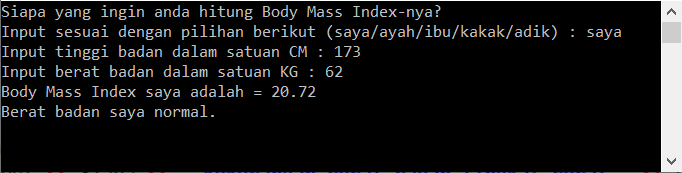 Siapa yang ingin anda hitung Body Mass Index-nya?
Input sesuai dengan pilihan berikut (saya/ayah/ibu/kakak/adik) : saya
Input tinggi badan dalam satuan CM : 173
Input berat badan dalam satuan KG : 62
Body Mass Index saya adalah = 20.72
Berat badan saya normal.